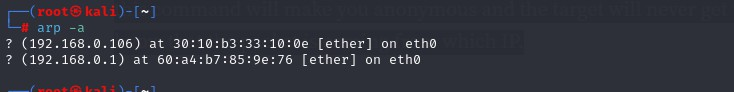 ┌──(root㉿kali)-[~]
└─# arp -a
? (192.168.0.106) at 30:10:b3:33:10:0e [ether] on eth0
? (192.168.0.1) at 60:a4:b7:85:9e:76 [ether] on eth0
┌──(root㉿kali)-[~]